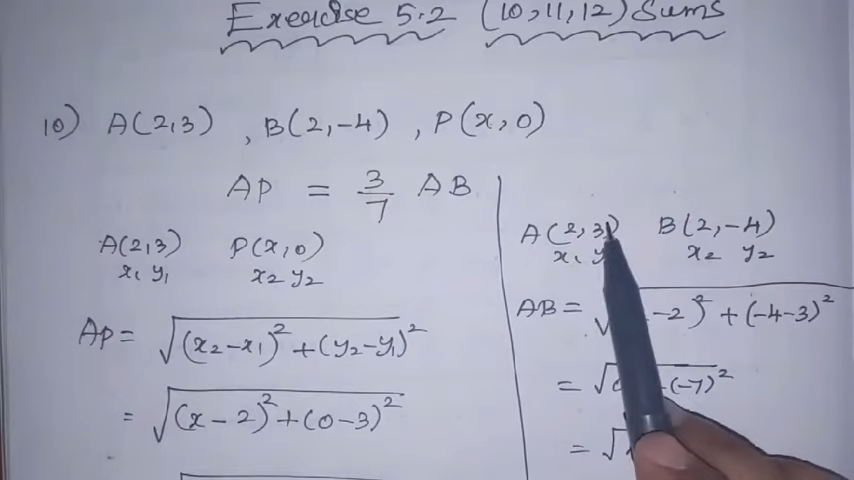 Exercise 5.2 (10,11,12) Sums
10) A(2,3) , B(2,-4) , P(x,0)
AP = 3/7 AB
A(2,3) P(x,0)
x₁ y₁ x₂ y₂
AP = √(x₂-x₁)²+(y₂-y₁)²
= √(x-2)²+(0-3)²
A(2,3) B(2,-4)
x₁ y x₂ y₂
AB = √ -2)²+(-4-3)²
= √ (-7)²
= √